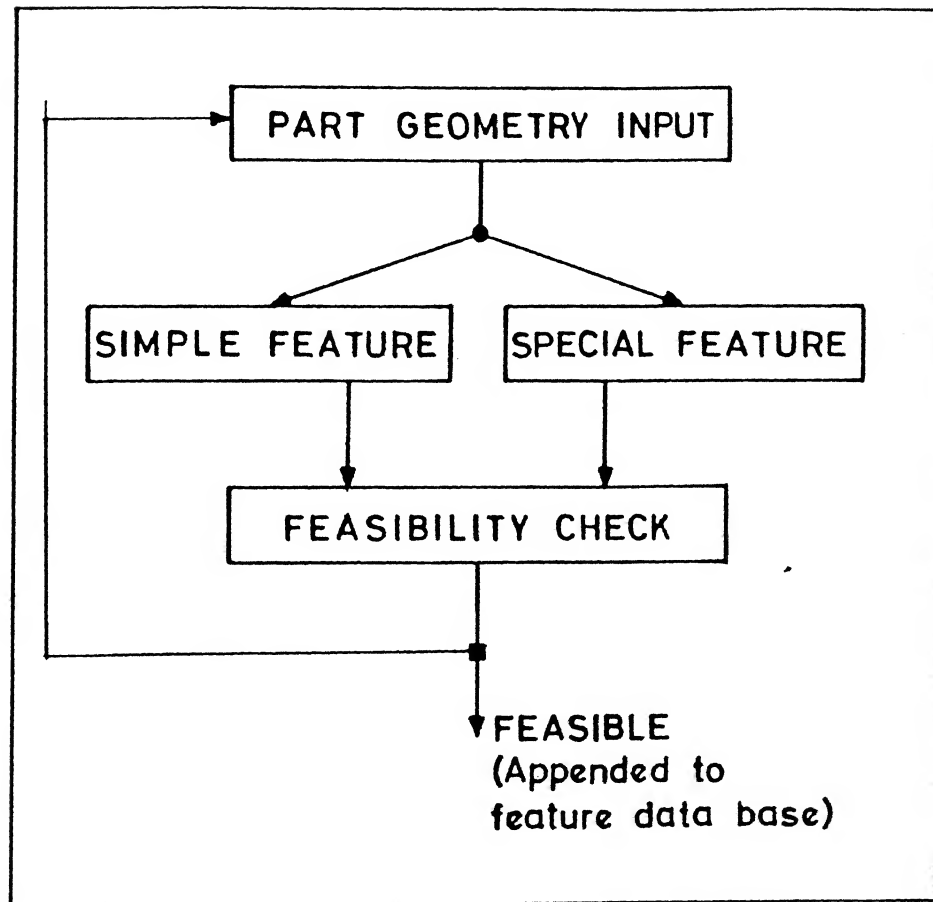 PART GEOMETRY INPUT
SIMPLE FEATURE
SPECIAL FEATURE
FEASIBILITY CHECK
FEASIBLE
(Appended to
feature data base)